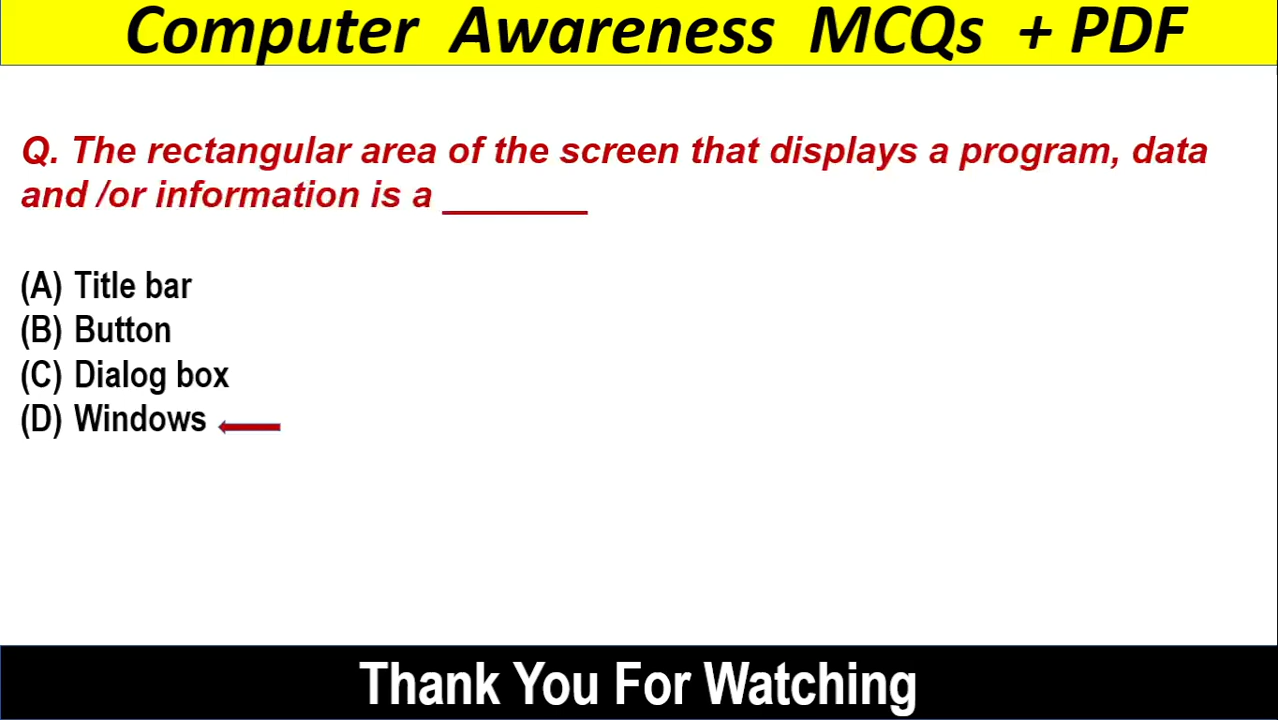 Computer Awareness MCQs + PDF
Q. The rectangular area of the screen that displays a program, data
and /or information is a _______
(A) Title bar
(B) Button
(C) Dialog box
(D) Windows
Thank You For Watching